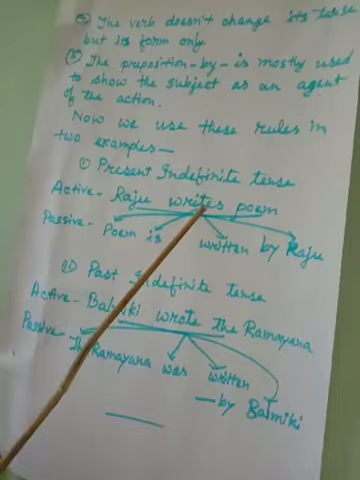 ④ The verb doesn't change its tense
but its form only.
⑤ The preposition-by-is mostly used
to show the subject as an agent
of the action.
Now we use these rules in
two examples—
① Present Indefinite tense
Active- Raju writes poem
Passive- Poem is written by Raju
⑪ Past Indefinite tense
Active- Balmiki wrote the Ramayana
Passive- The Ramayana was written
—by Balmiki